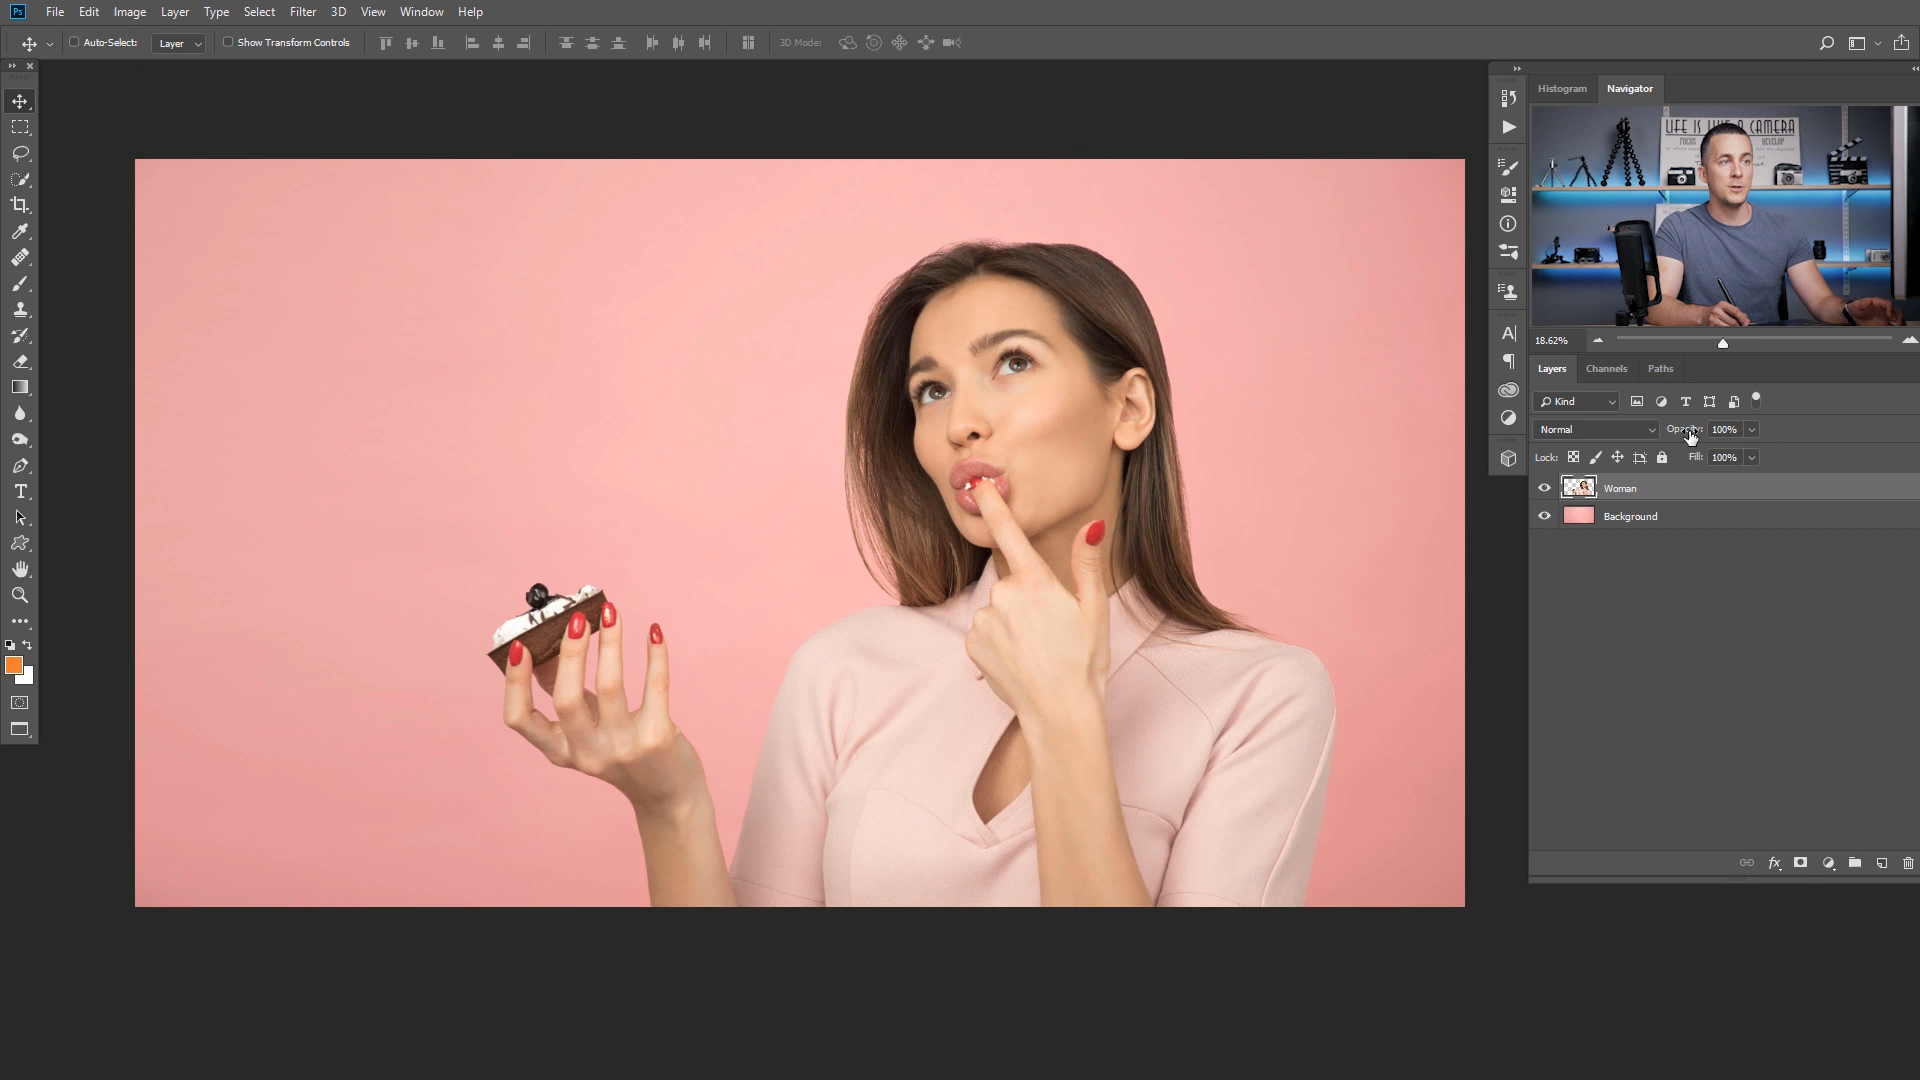 Ps File Edit Image Layer Type Select Filter 3D View Window Help
Auto-Select: Layer Show Transform Controls 3D Mode:
Histogram Navigator
LIFE IS LIKE A CAMERA
18.62%
Layers Channels Paths
Kind
Normal Opacity: 100%
Lock: Fill: 100%
Woman
Background
fx